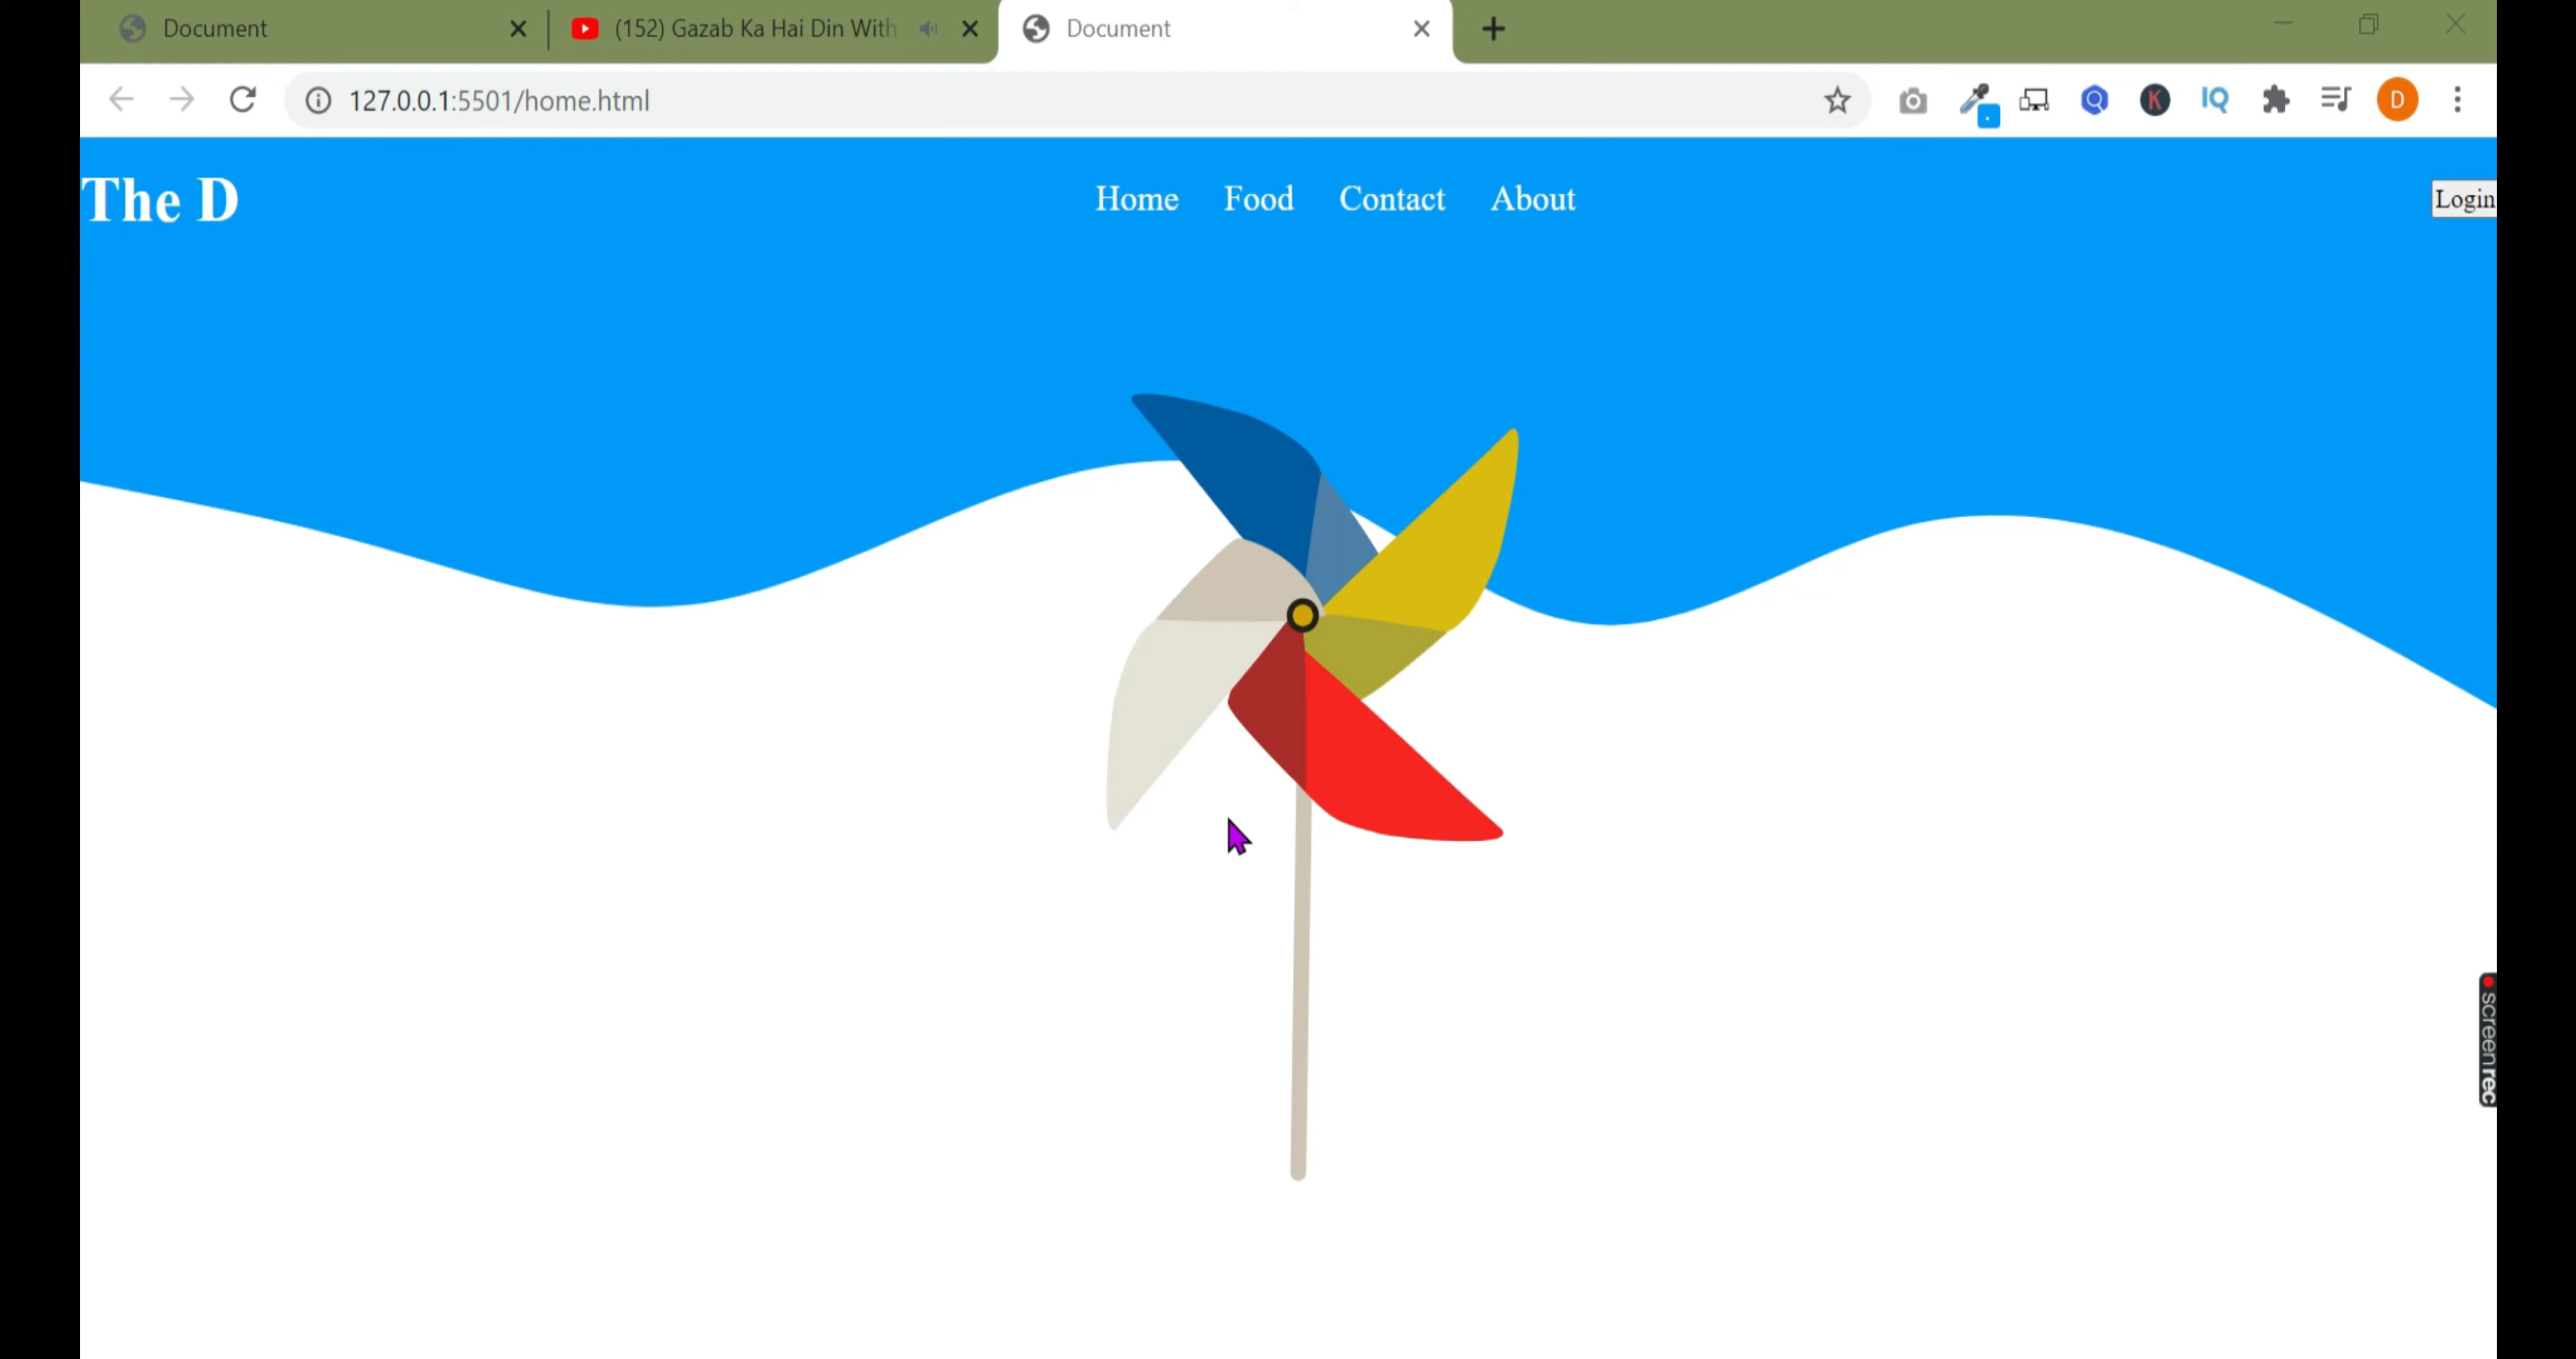 Document
(152) Gazab Ka Hai Din With
Document
127.0.0.1:5501/home.html
IQ
K
D
The D
Home Food Contact About
Login
screenrec